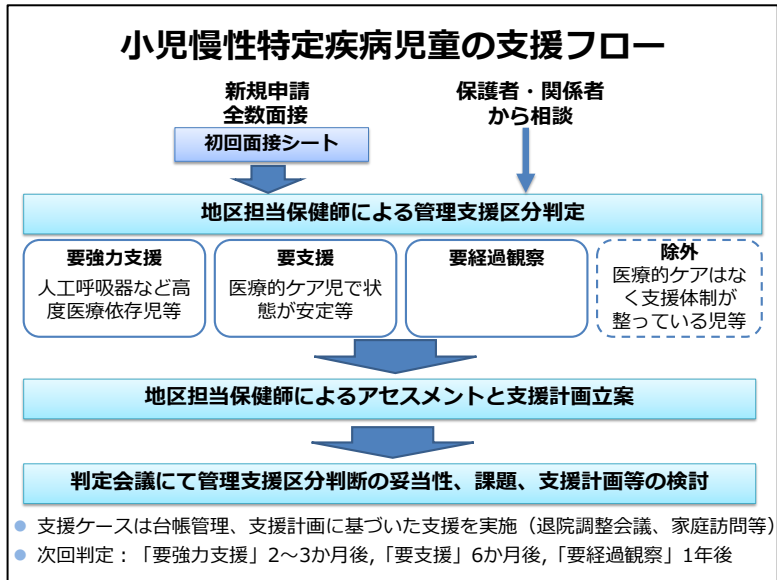 小児慢性特定疾病児童の支援フロー
新規申請
全数面接
保護者・関係者
から相談
初回面接シート
地区担当保健師による管理支援区分判定
要強力支援
人工呼吸器など高
度医療依存児等
要支援
医療的ケア児で状
態が安定等
要経過観察
除外
医療的ケアはな
く支援体制が
整っている児等
地区担当保健師によるアセスメントと支援計画立案
判定会議にて管理支援区分判断の妥当性、課題、支援計画等の検討
● 支援ケースは台帳管理、支援計画に基づいた支援を実施（退院調整会議、家庭訪問等）
● 次回判定：「要強力支援」2～3か月後,「要支援」6か月後,「要経過観察」1年後